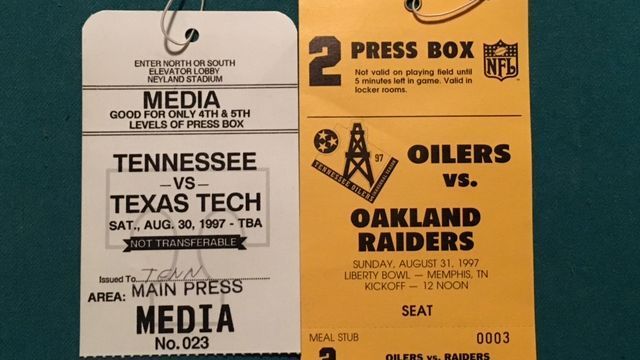 ENTER NORTH OR SOUTH
ELEVATOR LOBBY
NEYLAND STADIUM
MEDIA
GOOD FOR ONLY 4TH & 5TH
LEVELS OF PRESS BOX
TENNESSEE
-VS-
TEXAS TECH
SAT., AUG. 30, 1997 - TBA
NOT TRANSFERABLE
Issued To TENN
AREA: MAIN PRESS
MEDIA
No. 023
2 PRESS BOX
Not valid on playing field until
5 minutes left in game. Valid in
locker rooms.
NFL
97
TENNESSEE OILERS
OILERS
vs.
OAKLAND
RAIDERS
SUNDAY, AUGUST 31, 1997
LIBERTY BOWL — MEMPHIS, TN
KICKOFF — 12 NOON
SEAT
MEAL STUB 0003
2 OILERS vs. RAIDERS